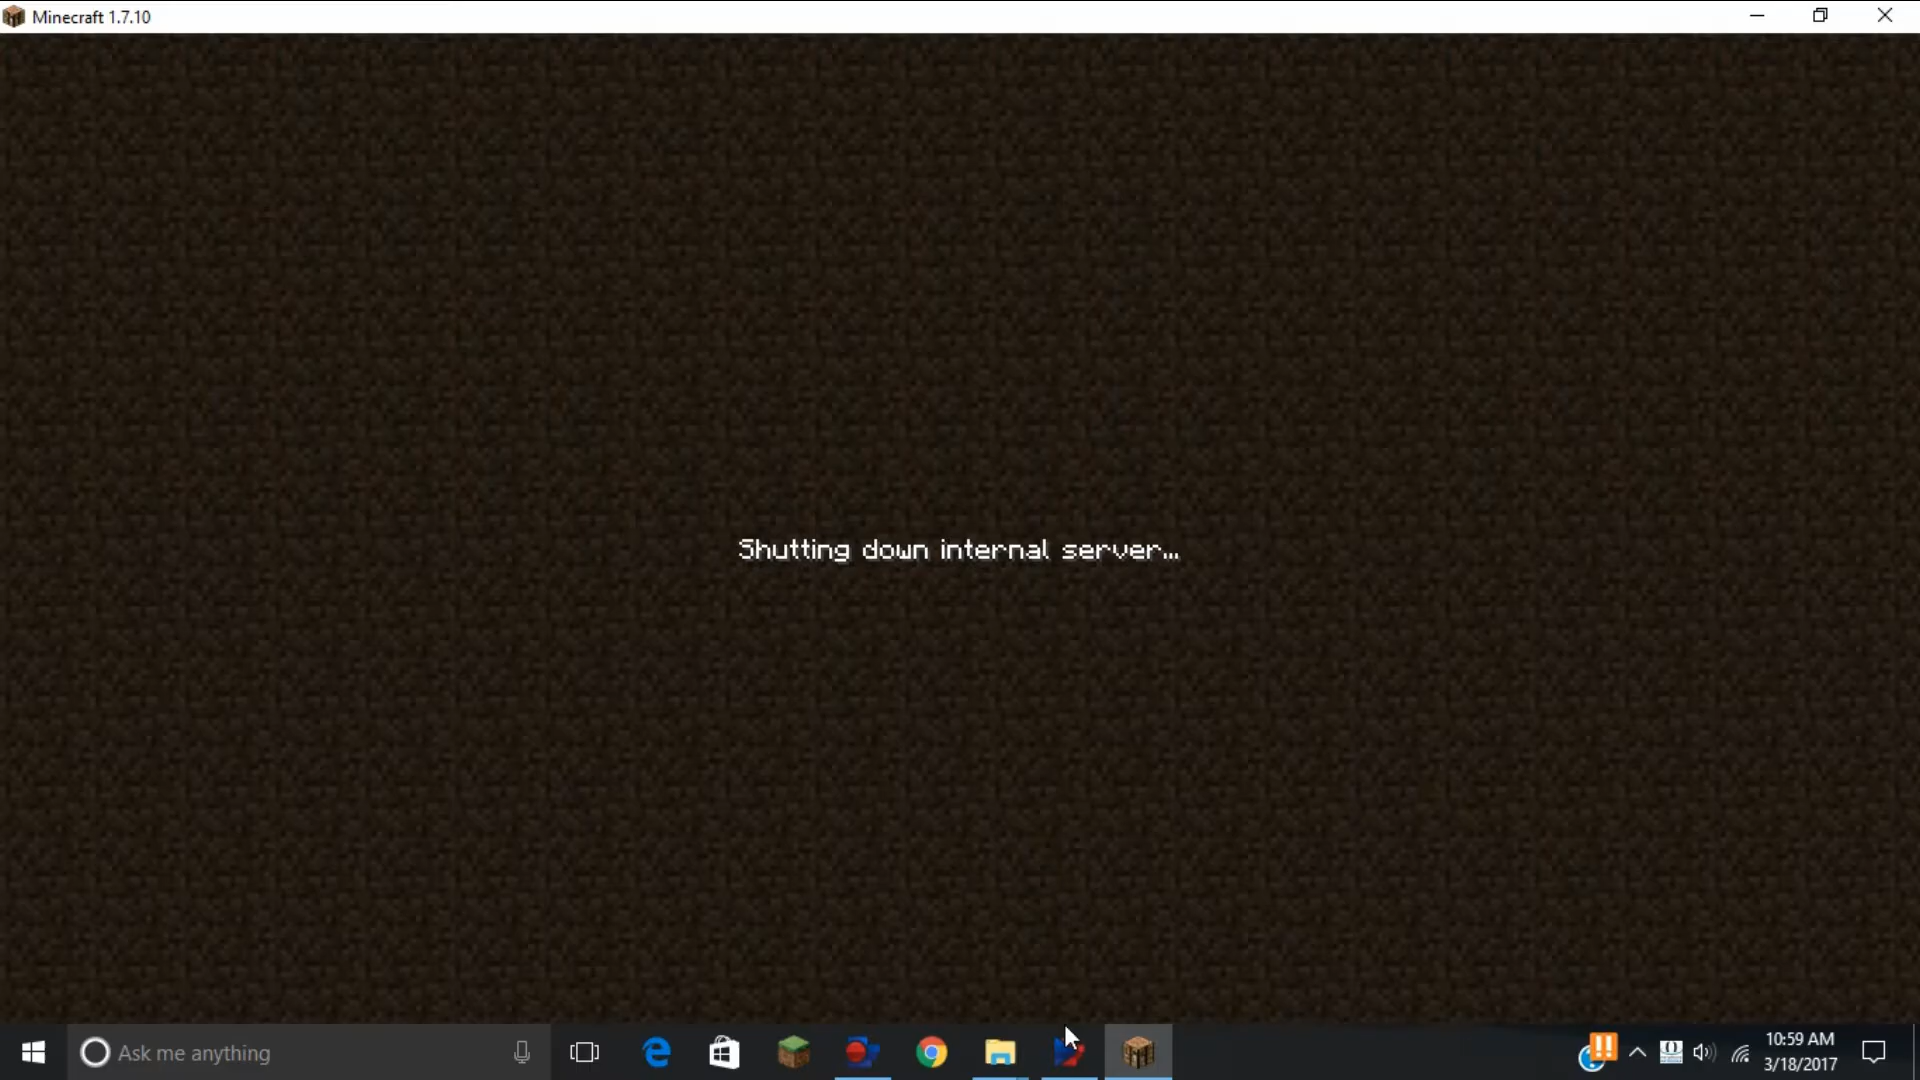 Minecraft 1.7.10
Shutting down internal server...
Ask me anything
10:59 AM
3/18/2017